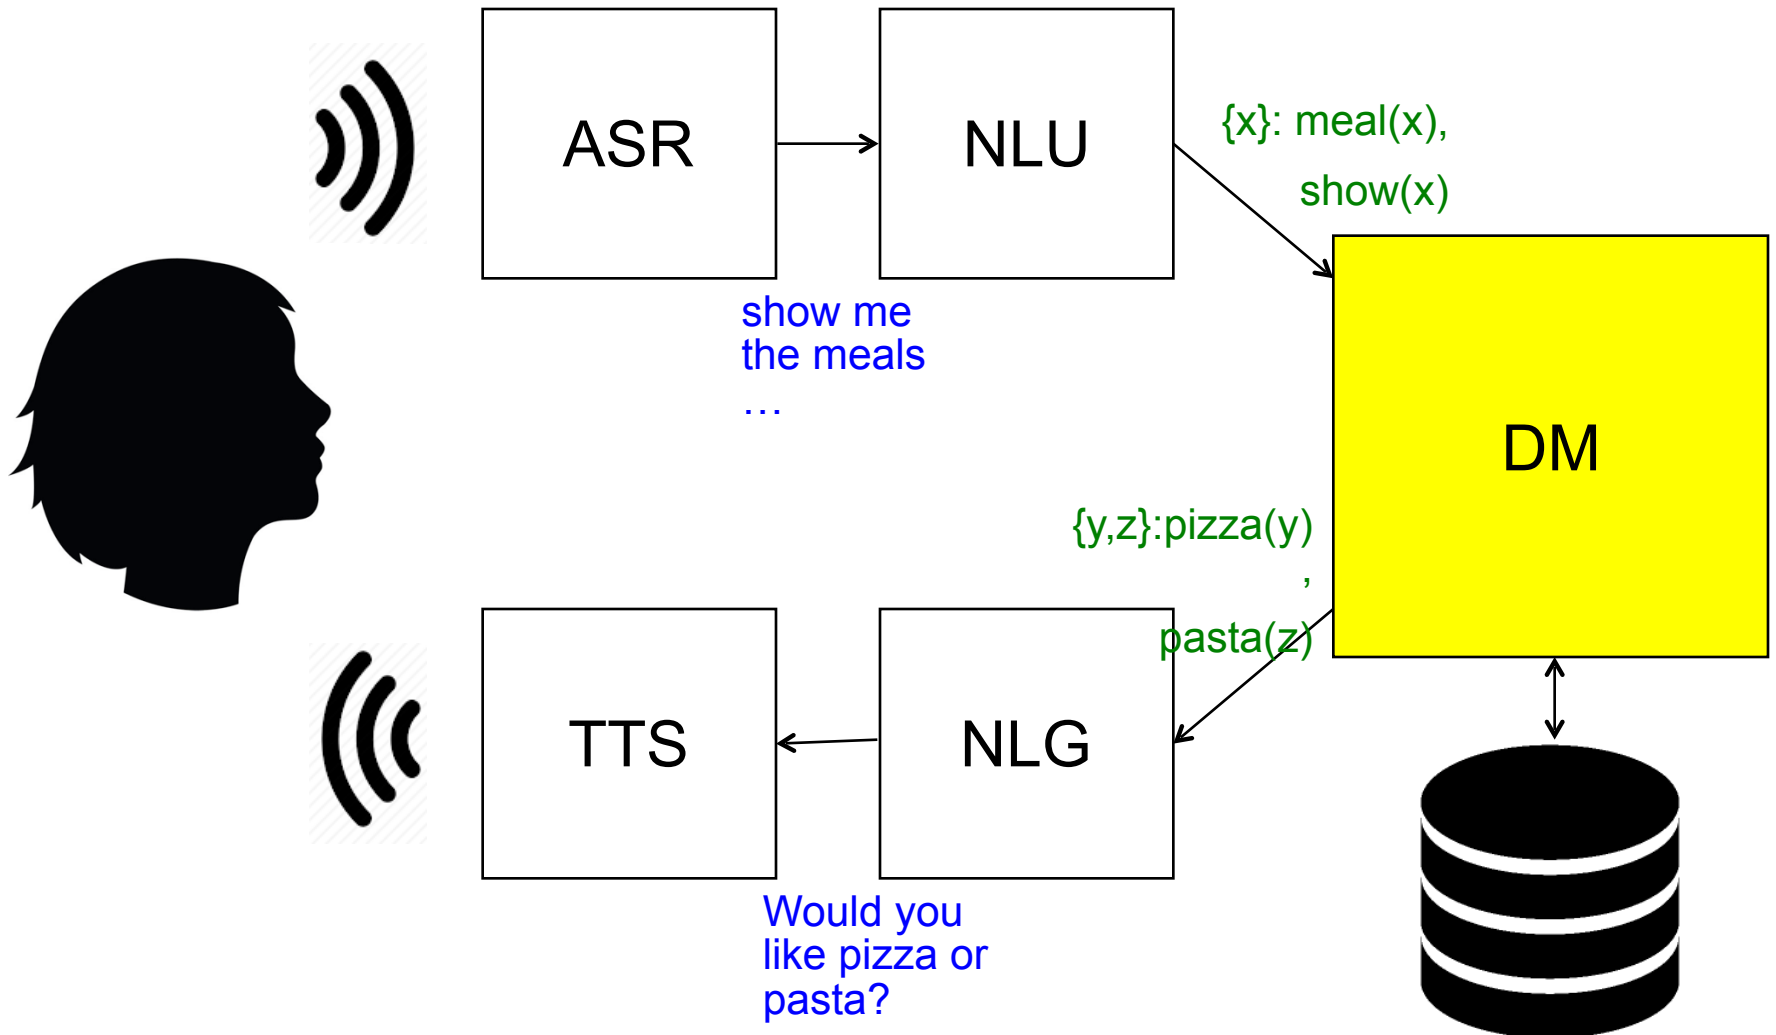 ASR
NLU
{x}: meal(x),
show(x)
show me
the meals
…
DM
{y,z}:pizza(y)
,
pasta(z)
TTS
NLG
Would you
like pizza or
pasta?